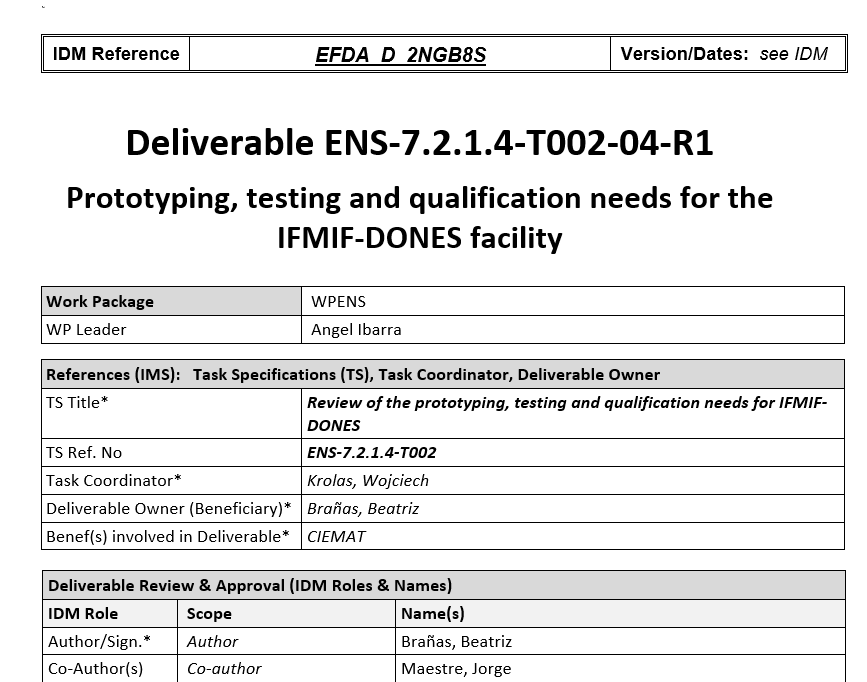 IDM Reference EFDA_D_2NGB8S Version/Dates: see IDM
Deliverable ENS-7.2.1.4-T002-04-R1
Prototyping, testing and qualification needs for the
IFMIF-DONES facility
Work Package WPENS
WP Leader Angel Ibarra
References (IMS): Task Specifications (TS), Task Coordinator, Deliverable Owner
TS Title* Review of the prototyping, testing and qualification needs for IFMIF-
DONES
TS Ref. No ENS-7.2.1.4-T002
Task Coordinator* Krolas, Wojciech
Deliverable Owner (Beneficiary)* Brañas, Beatriz
Benef(s) involved in Deliverable* CIEMAT
Deliverable Review & Approval (IDM Roles & Names)
IDM Role Scope Name(s)
Author/Sign.* Author Brañas, Beatriz
Co-Author(s) Co-author Maestre, Jorge